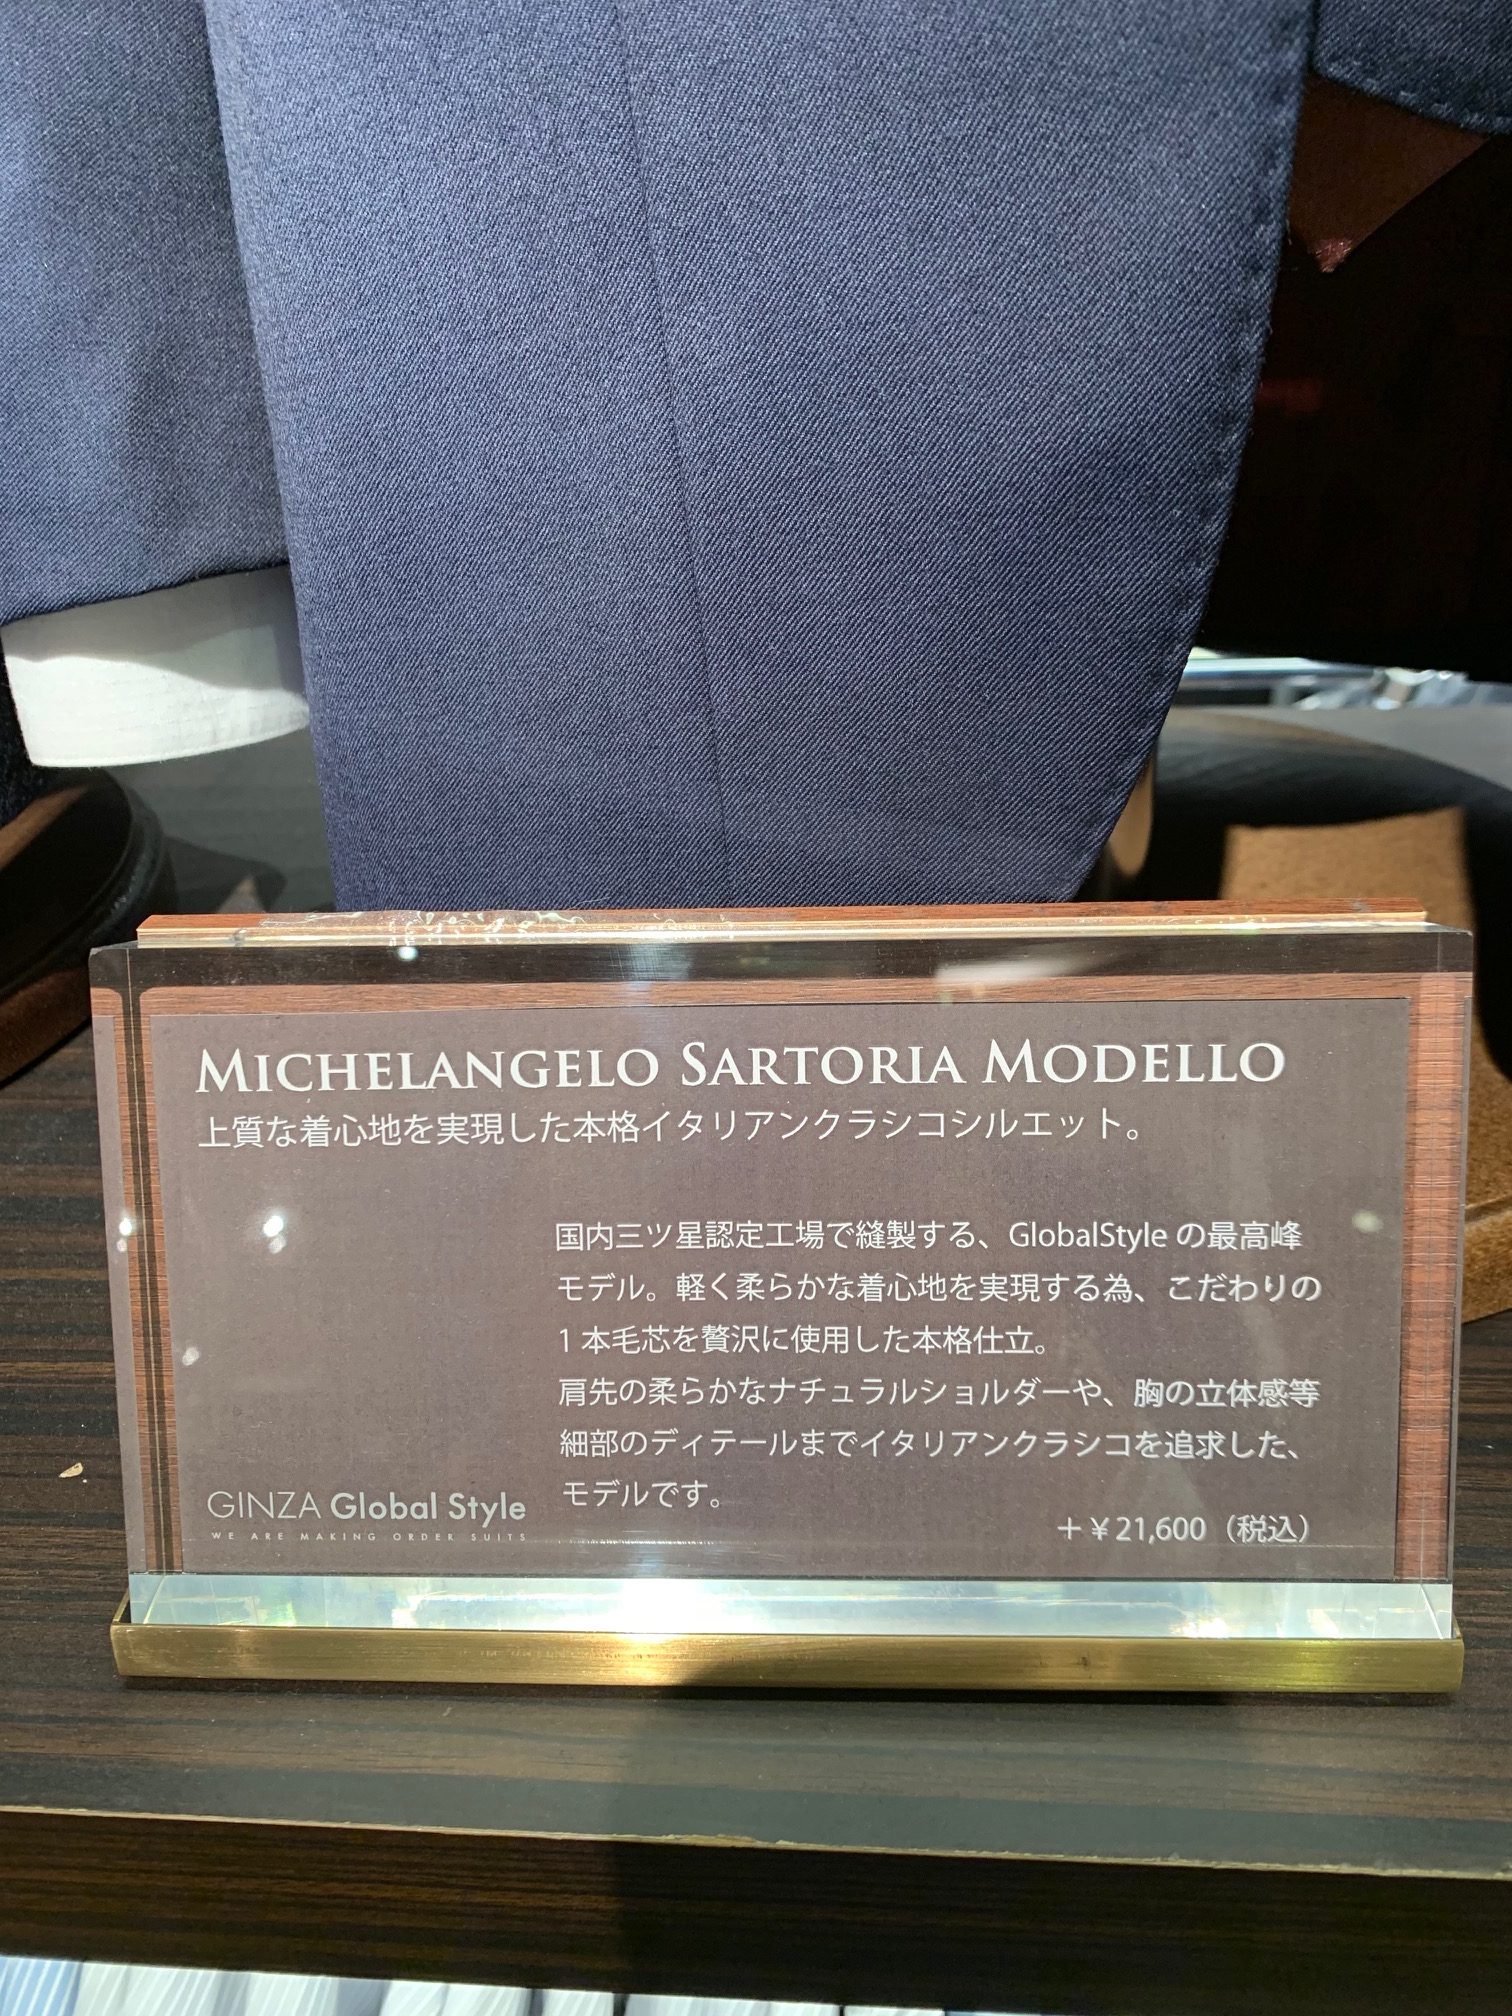 MICHELANGELO SARTORIA MODELLO
上質な着心地を実現した本格イタリアンクラシコシルエット。
国内三ツ星認定工場で縫製する、GlobalStyle の最高峰
モデル。軽く柔らかな着心地を実現する為、こだわりの
1 本毛芯を贅沢に使用した本格仕立。
肩先の柔らかなナチュラルショルダーや、胸の立体感等
細部のディテールまでイタリアンクラシコを追求した、
モデルです。
＋￥21,600（税込）
GINZA Global Style
WE ARE MAKING ORDER SUITS